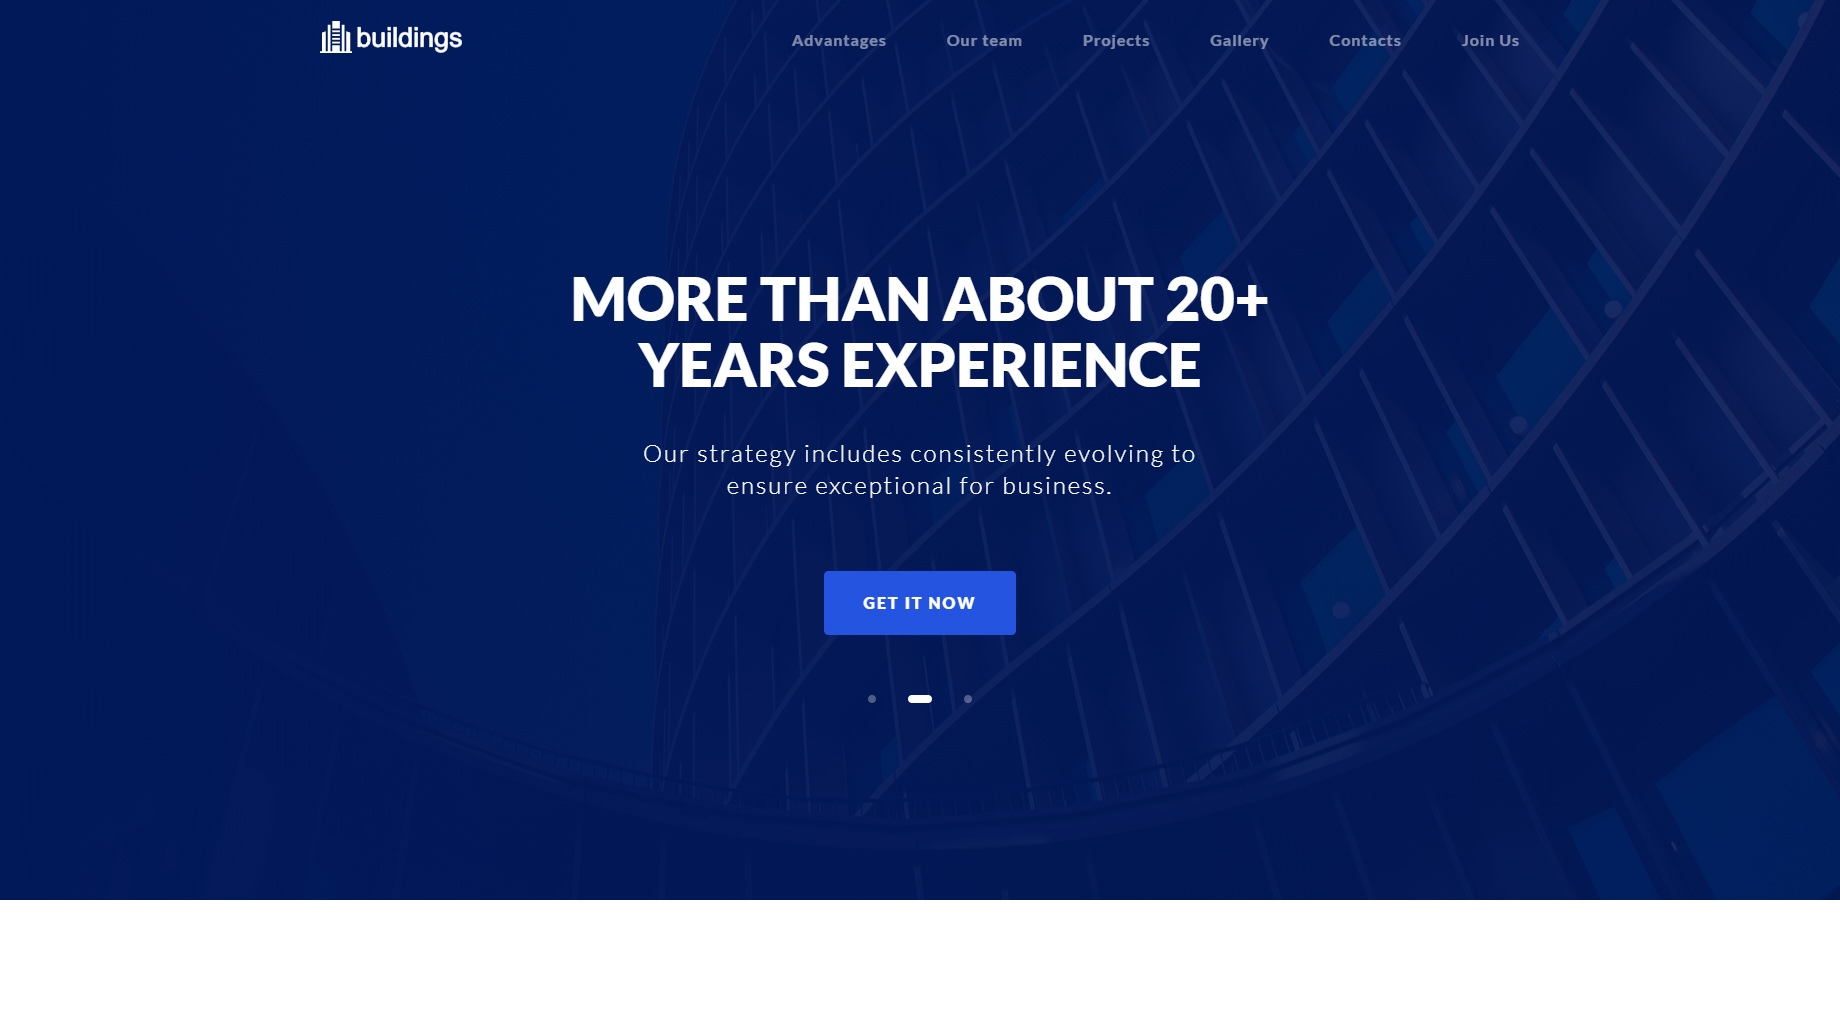 buildings
Advantages Our team Projects Gallery Contacts Join Us
MORE THAN ABOUT 20+
YEARS EXPERIENCE
Our strategy includes consistently evolving to
ensure exceptional for business.
GET IT NOW